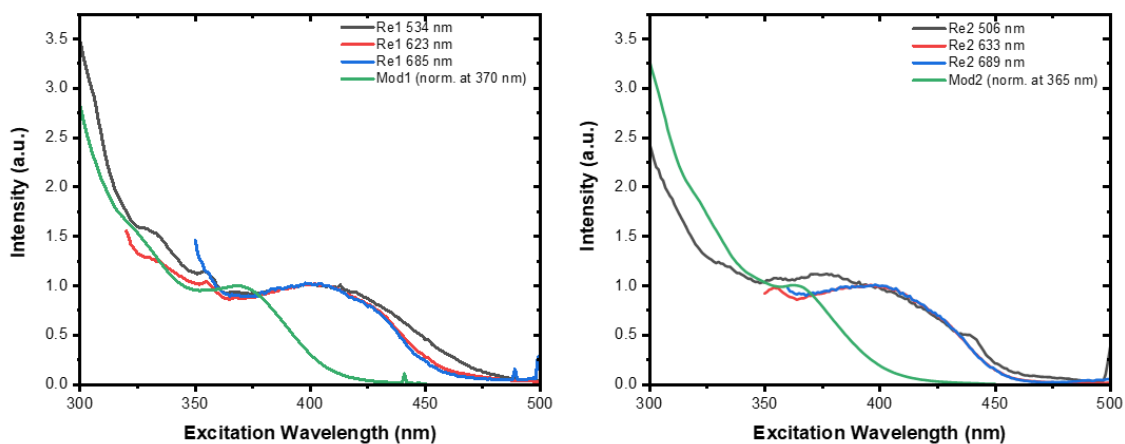 Re1 534 nm
Re1 623 nm
Re1 685 nm
Mod1 (norm. at 370 nm)
3.5
3.0
2.5
2.0
1.5
1.0
0.5
0.0
Intensity (a.u.)
300 350 400 450 500
Excitation Wavelength (nm)
Re2 506 nm
Re2 633 nm
Re2 689 nm
Mod2 (norm. at 365 nm)
3.5
3.0
2.5
2.0
1.5
1.0
0.5
0.0
Intensity (a.u.)
300 350 400 450 500
Excitation Wavelength (nm)